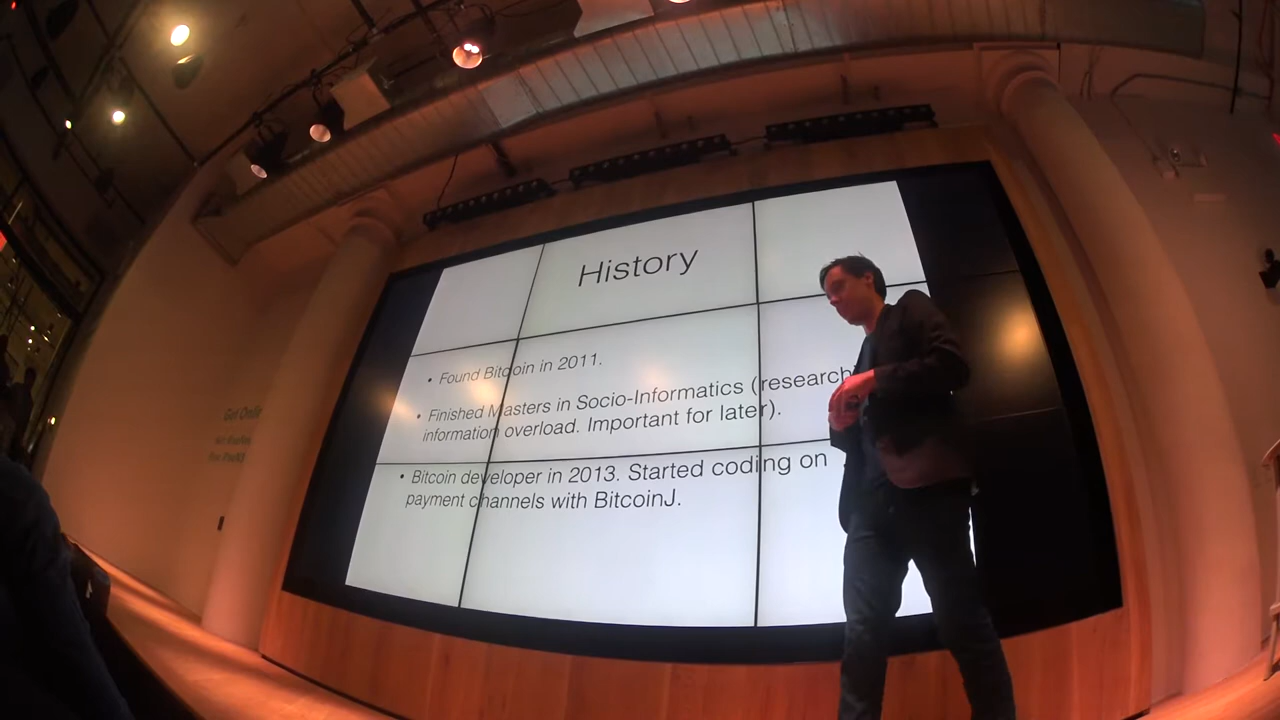 History
• Found Bitcoin in 2011.
• Finished Masters in Socio-Informatics (research
information overload. Important for later).
• Bitcoin developer in 2013. Started coding on
payment channels with BitcoinJ.